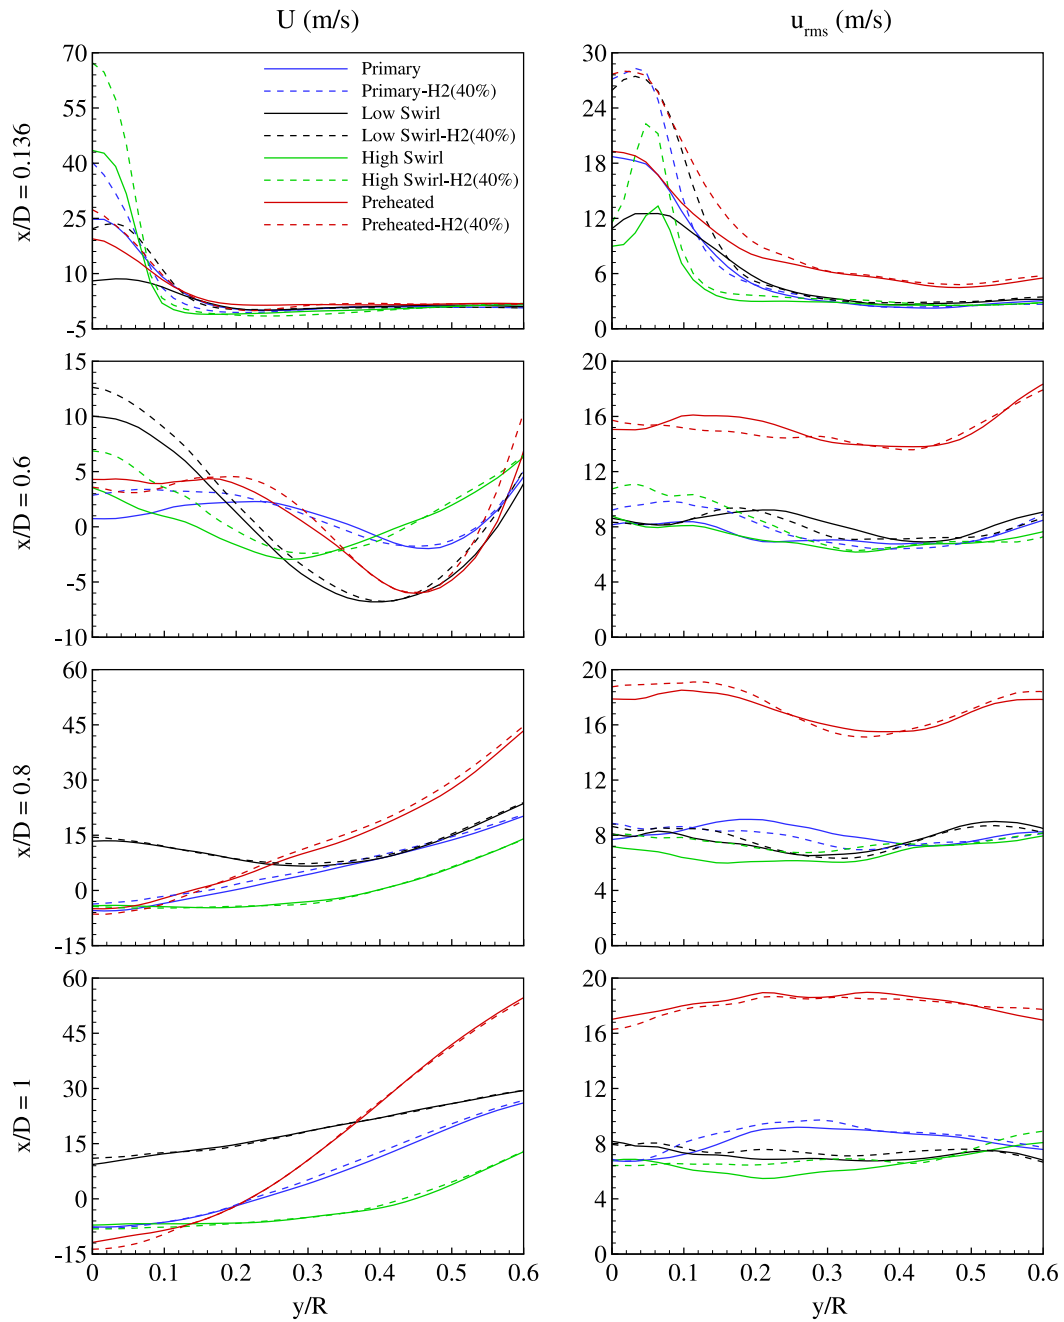 U (m/s)
u_rms (m/s)
x/D = 0.136
70
55
40
25
10
-5
Primary
Primary-H2(40%)
Low Swirl
Low Swirl-H2(40%)
High Swirl
High Swirl-H2(40%)
Preheated
Preheated-H2(40%)
30
24
18
12
6
0
x/D = 0.6
15
10
5
0
-5
-10
20
16
12
8
4
0
x/D = 0.8
60
45
30
15
0
-15
20
16
12
8
4
0
x/D = 1
60
45
30
15
0
-15
0 0.1 0.2 0.3 0.4 0.5 0.6
y/R
20
16
12
8
4
0
0 0.1 0.2 0.3 0.4 0.5 0.6
y/R